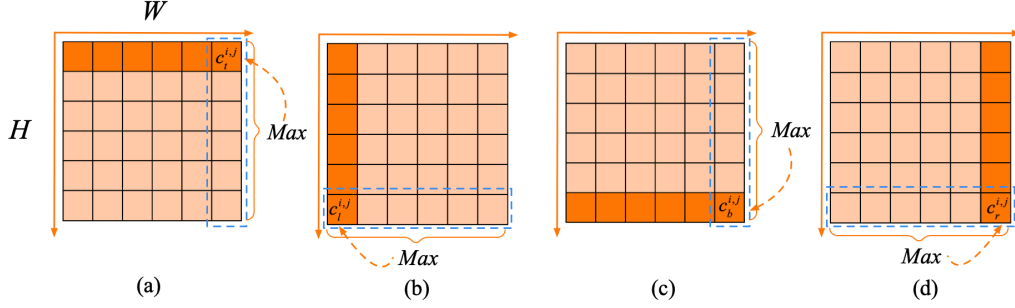 W
H
c_t^{i,j}
Max
(a)
c_l^{i,j}
Max
(b)
c_b^{i,j}
Max
(c)
c_r^{i,j}
Max
(d)